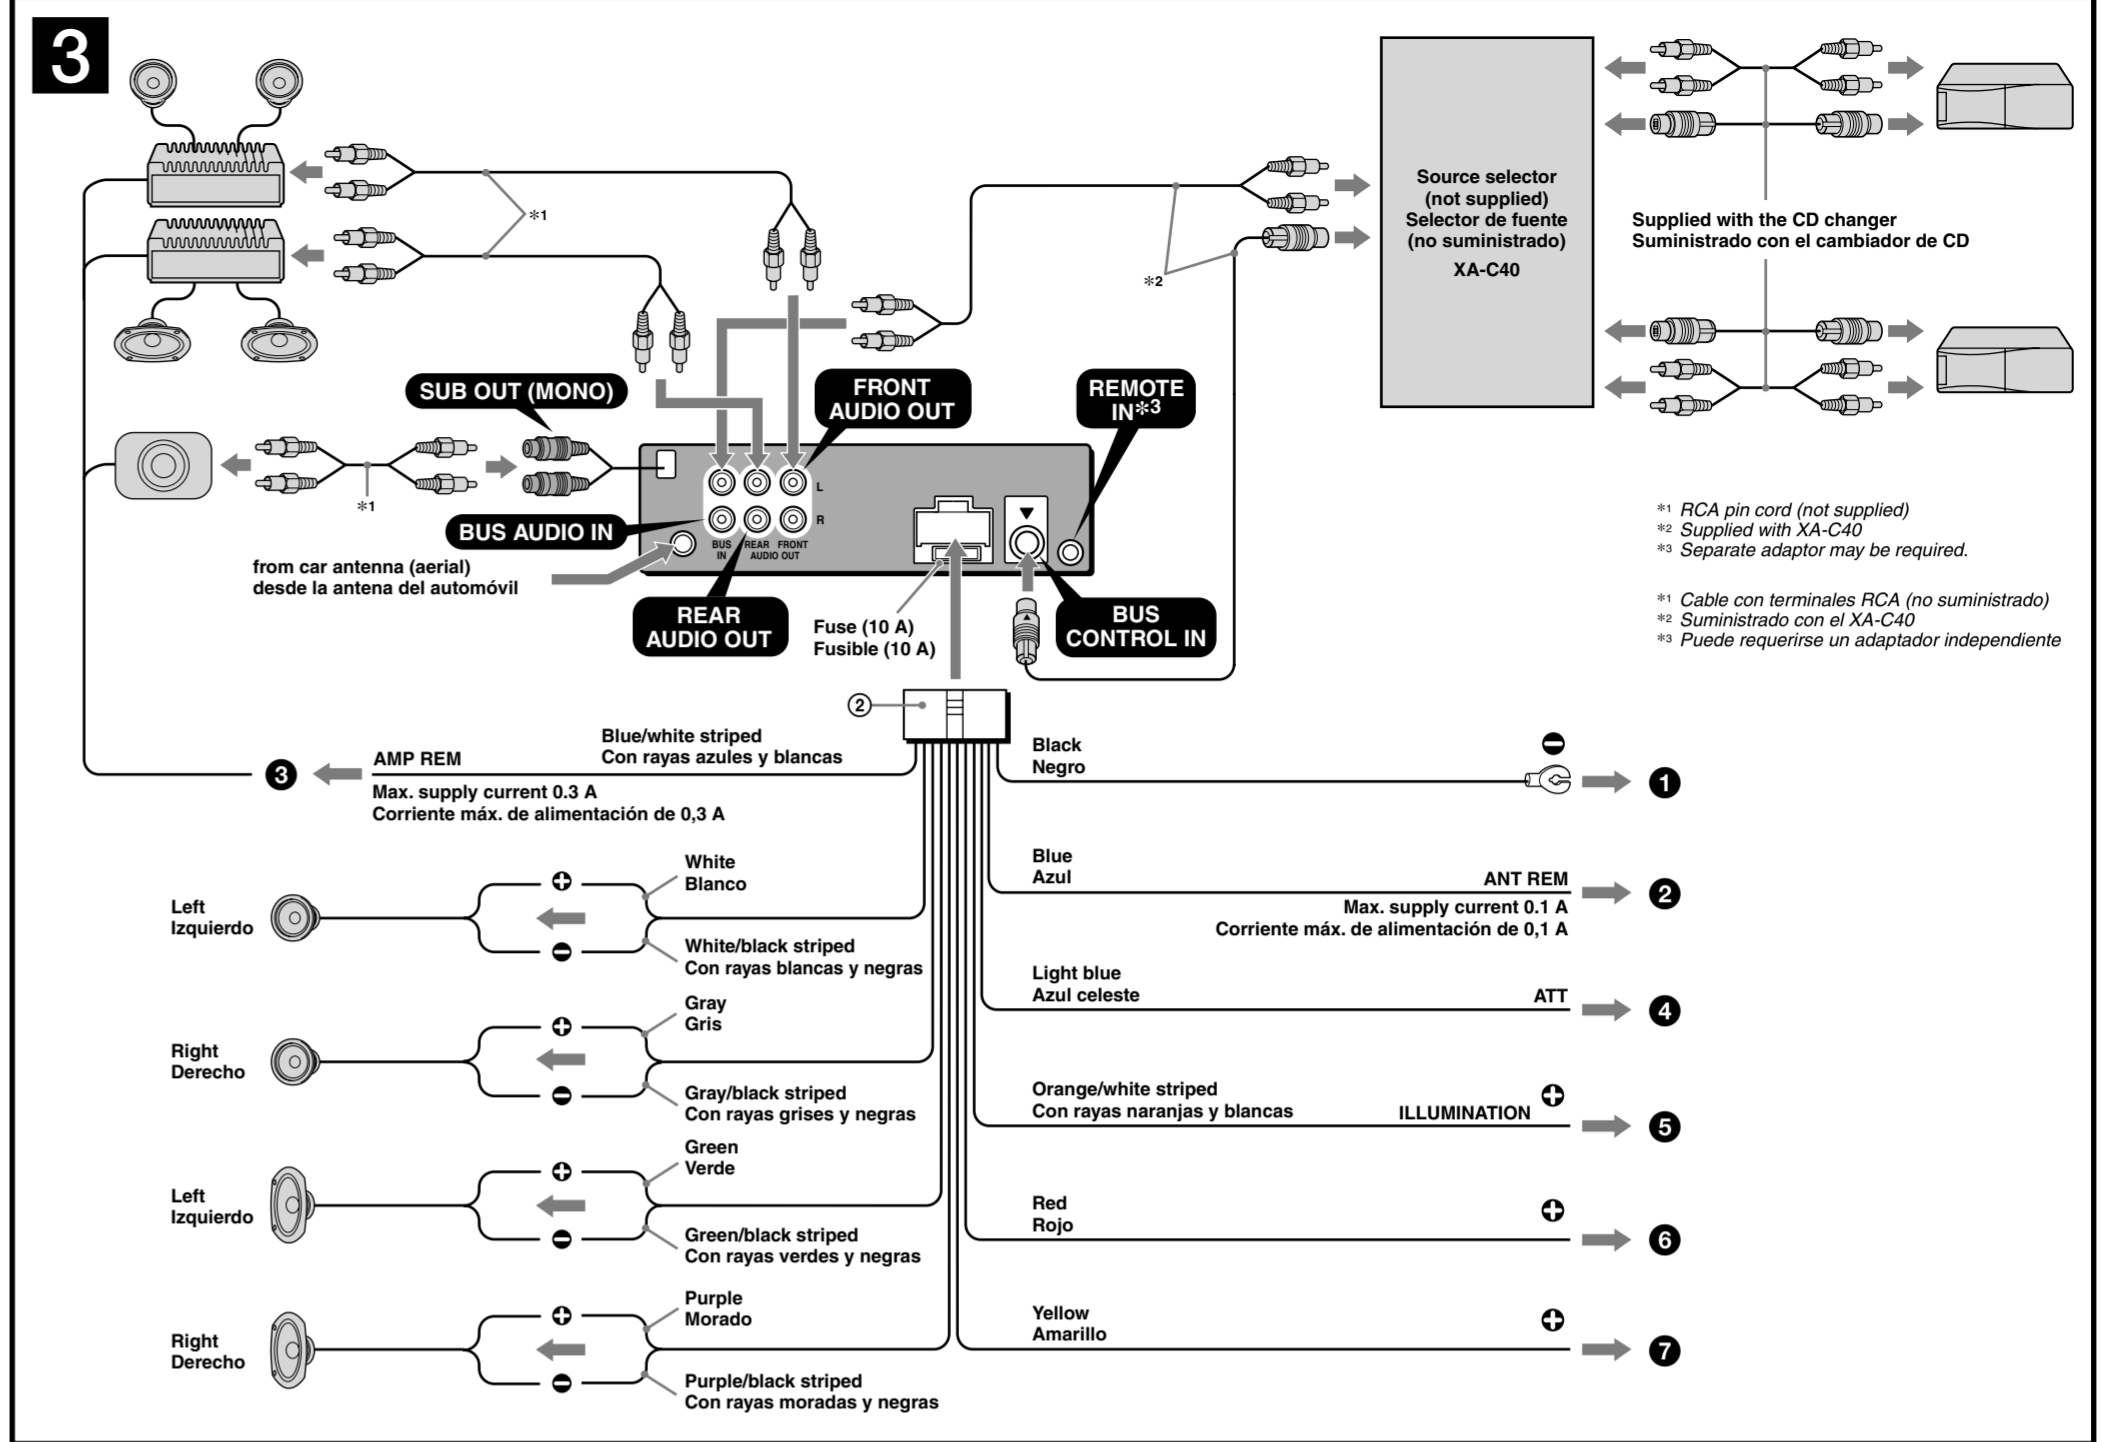 3
*1
*2
Source selector
(not supplied)
Selector de fuente
(no suministrado)
XA-C40
Supplied with the CD changer
Suministrado con el cambiador de CD
SUB OUT (MONO)
FRONT
AUDIO OUT
REMOTE
IN*3
*1
BUS AUDIO IN
L
R
BUS
IN
REAR
FRONT
AUDIO OUT
from car antenna (aerial)
desde la antena del automóvil
REAR
AUDIO OUT
Fuse (10 A)
Fusible (10 A)
BUS
CONTROL IN
*1 RCA pin cord (not supplied)
*2 Supplied with XA-C40
*3 Separate adaptor may be required.
*1 Cable con terminales RCA (no suministrado)
*2 Suministrado con el XA-C40
*3 Puede requerirse un adaptador independiente
2
3
AMP REM
Blue/white striped
Con rayas azules y blancas
Max. supply current 0.3 A
Corriente máx. de alimentación de 0,3 A
Black
Negro
1
Blue
Azul
ANT REM
2
Max. supply current 0.1 A
Corriente máx. de alimentación de 0,1 A
Light blue
Azul celeste
ATT
4
Orange/white striped
Con rayas naranjas y blancas
ILLUMINATION
5
Red
Rojo
6
Yellow
Amarillo
7
Left
Izquierdo
White
Blanco
White/black striped
Con rayas blancas y negras
Right
Derecho
Gray
Gris
Gray/black striped
Con rayas grises y negras
Left
Izquierdo
Green
Verde
Green/black striped
Con rayas verdes y negras
Right
Derecho
Purple
Morado
Purple/black striped
Con rayas moradas y negras